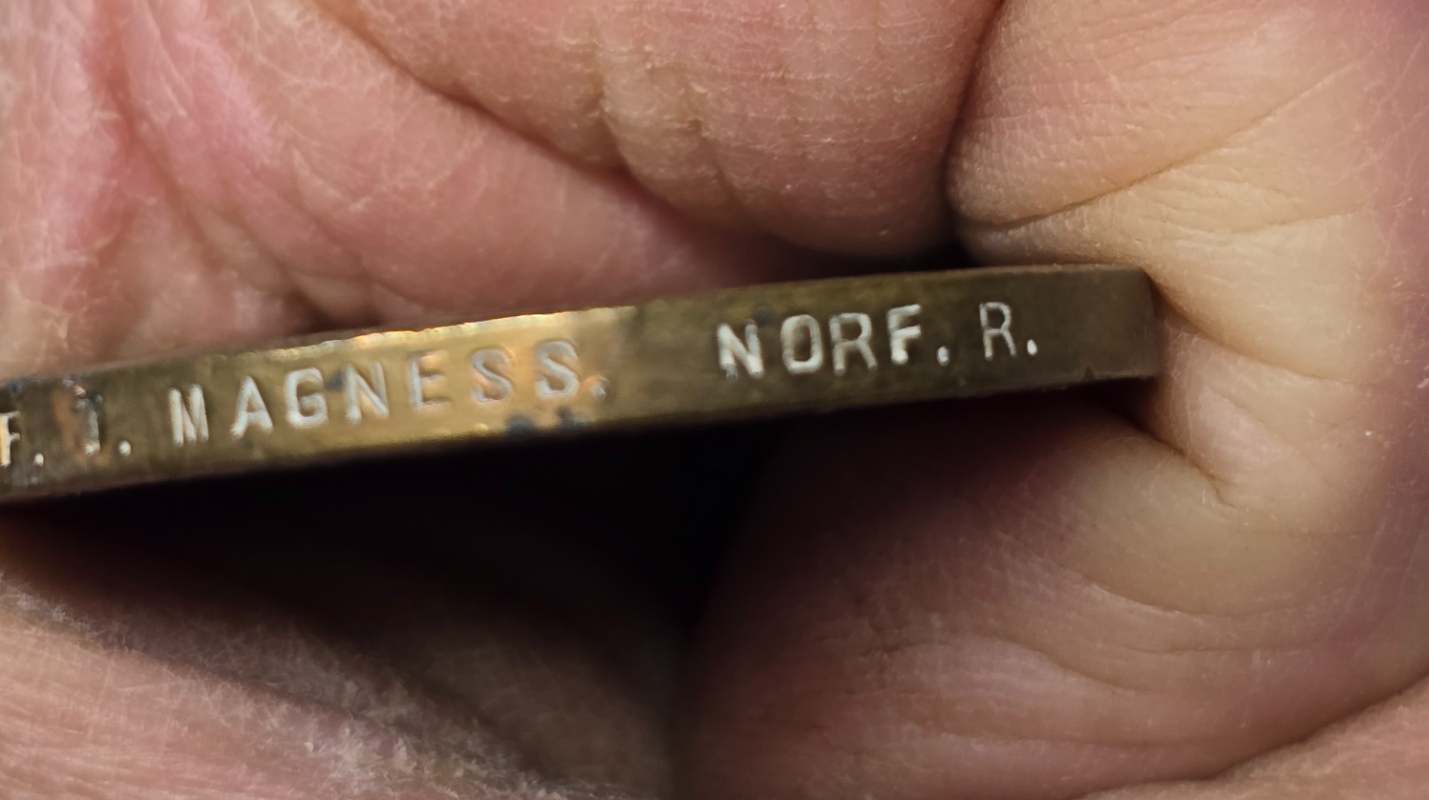 F. J. MAGNESS. NORF. R.